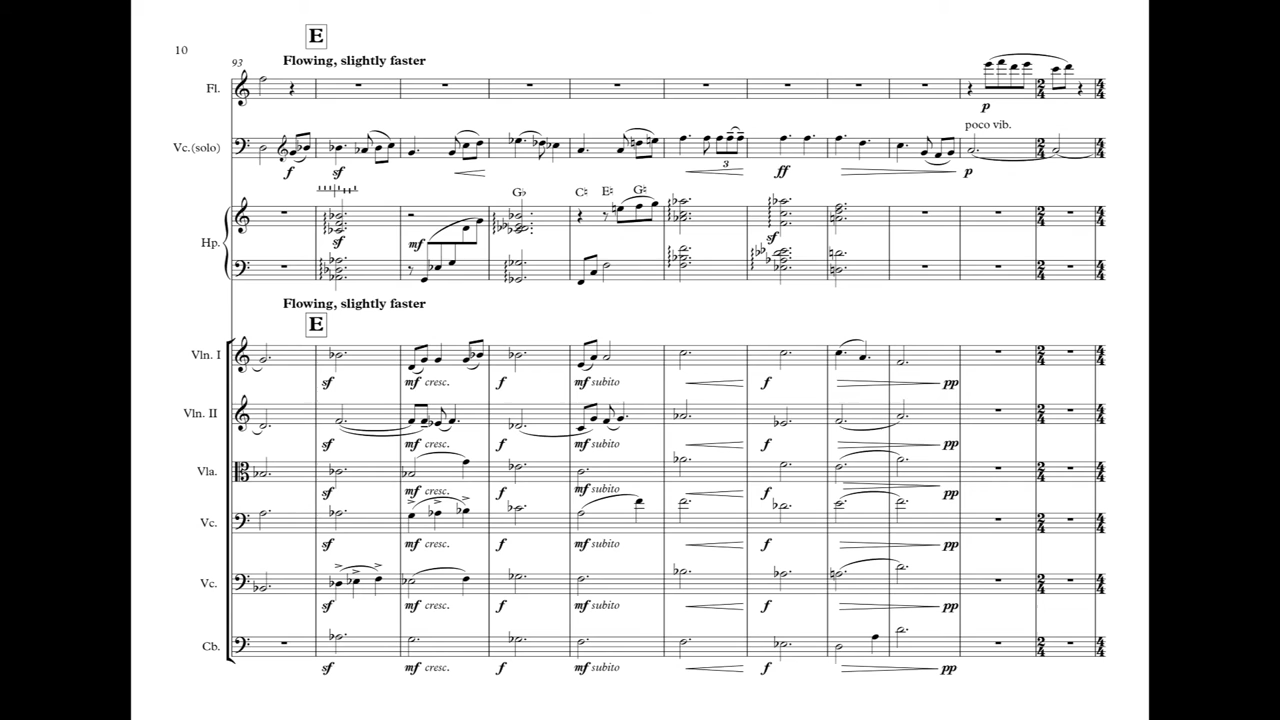 E
10
93
Flowing, slightly faster
Fl.
p
poco vib.
Vc.(solo)
f sf 3 ff p
G♭ C♮ E♮ G♮
Hp.
sf mf sf
Flowing, slightly faster
E
Vln. I
sf mf cresc. f mf subito f pp
Vln. II
sf mf cresc. f mf subito f pp
Vla.
sf mf cresc. f mf subito f pp
Vc.
sf mf cresc. f mf subito f pp
Vc.
sf mf cresc. f mf subito f pp
Cb.
sf mf cresc. f mf subito f pp